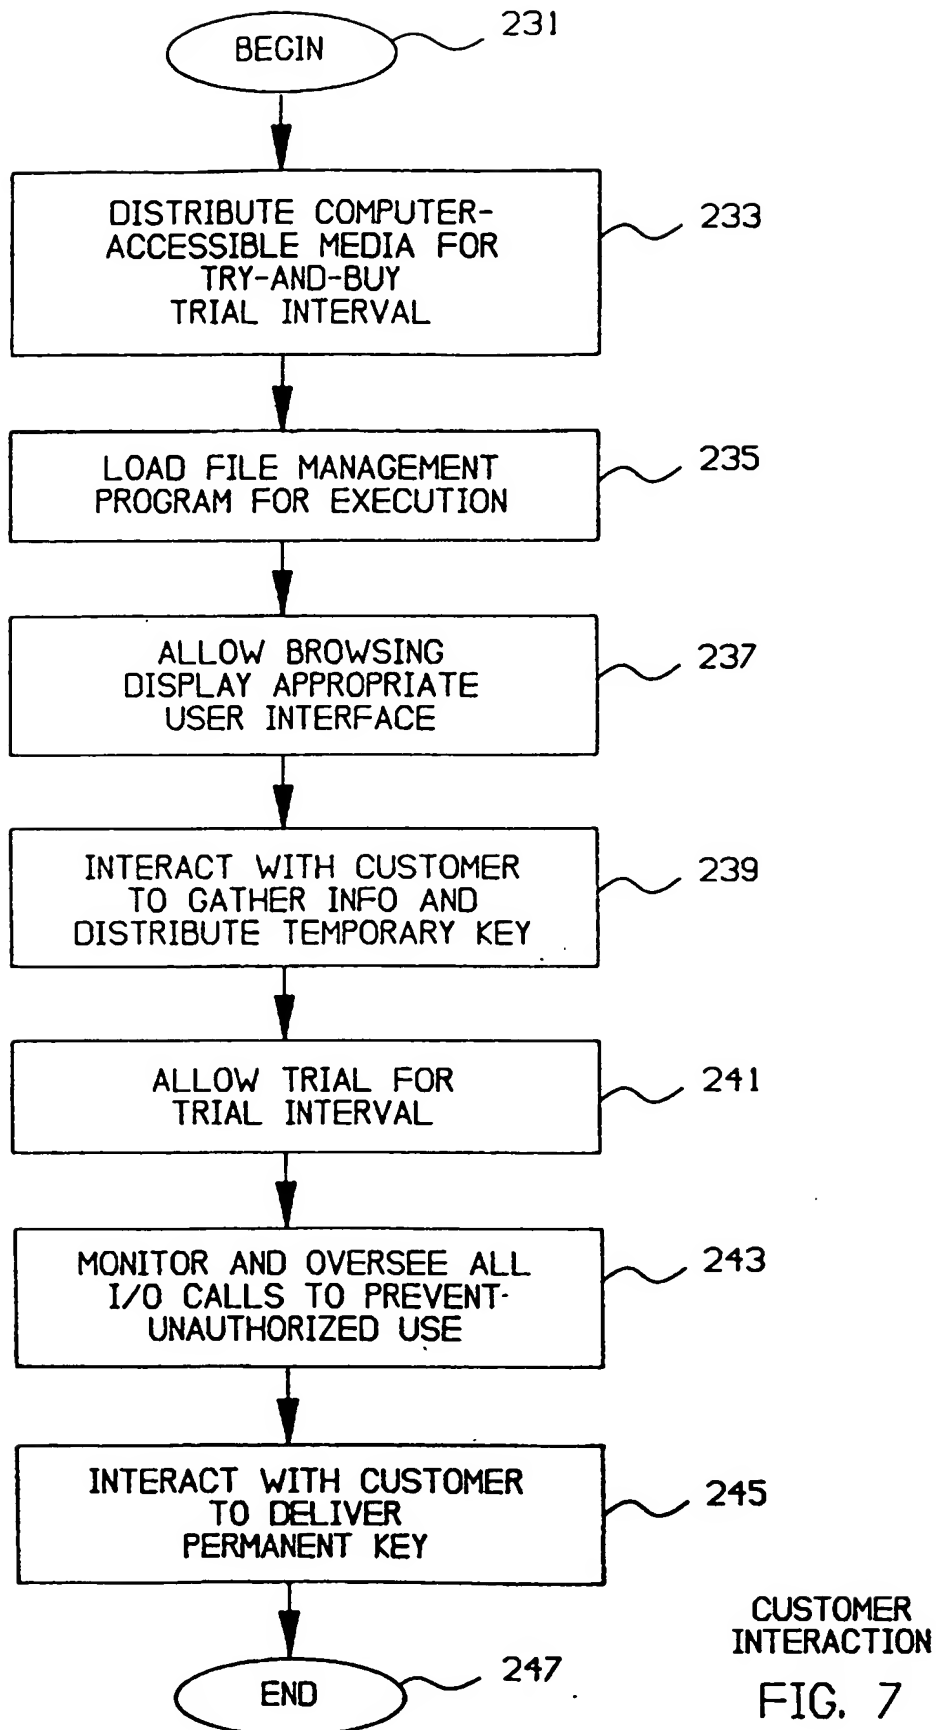 BEGIN
231
DISTRIBUTE COMPUTER-
ACCESSIBLE MEDIA FOR
TRY-AND-BUY
TRIAL INTERVAL
233
LOAD FILE MANAGEMENT
PROGRAM FOR EXECUTION
235
ALLOW BROWSING
DISPLAY APPROPRIATE
USER INTERFACE
237
INTERACT WITH CUSTOMER
TO GATHER INFO AND
DISTRIBUTE TEMPORARY KEY
239
ALLOW TRIAL FOR
TRIAL INTERVAL
241
MONITOR AND OVERSEE ALL
I/O CALLS TO PREVENT
UNAUTHORIZED USE
243
INTERACT WITH CUSTOMER
TO DELIVER
PERMANENT KEY
245
END
247
CUSTOMER
INTERACTION
FIG. 7